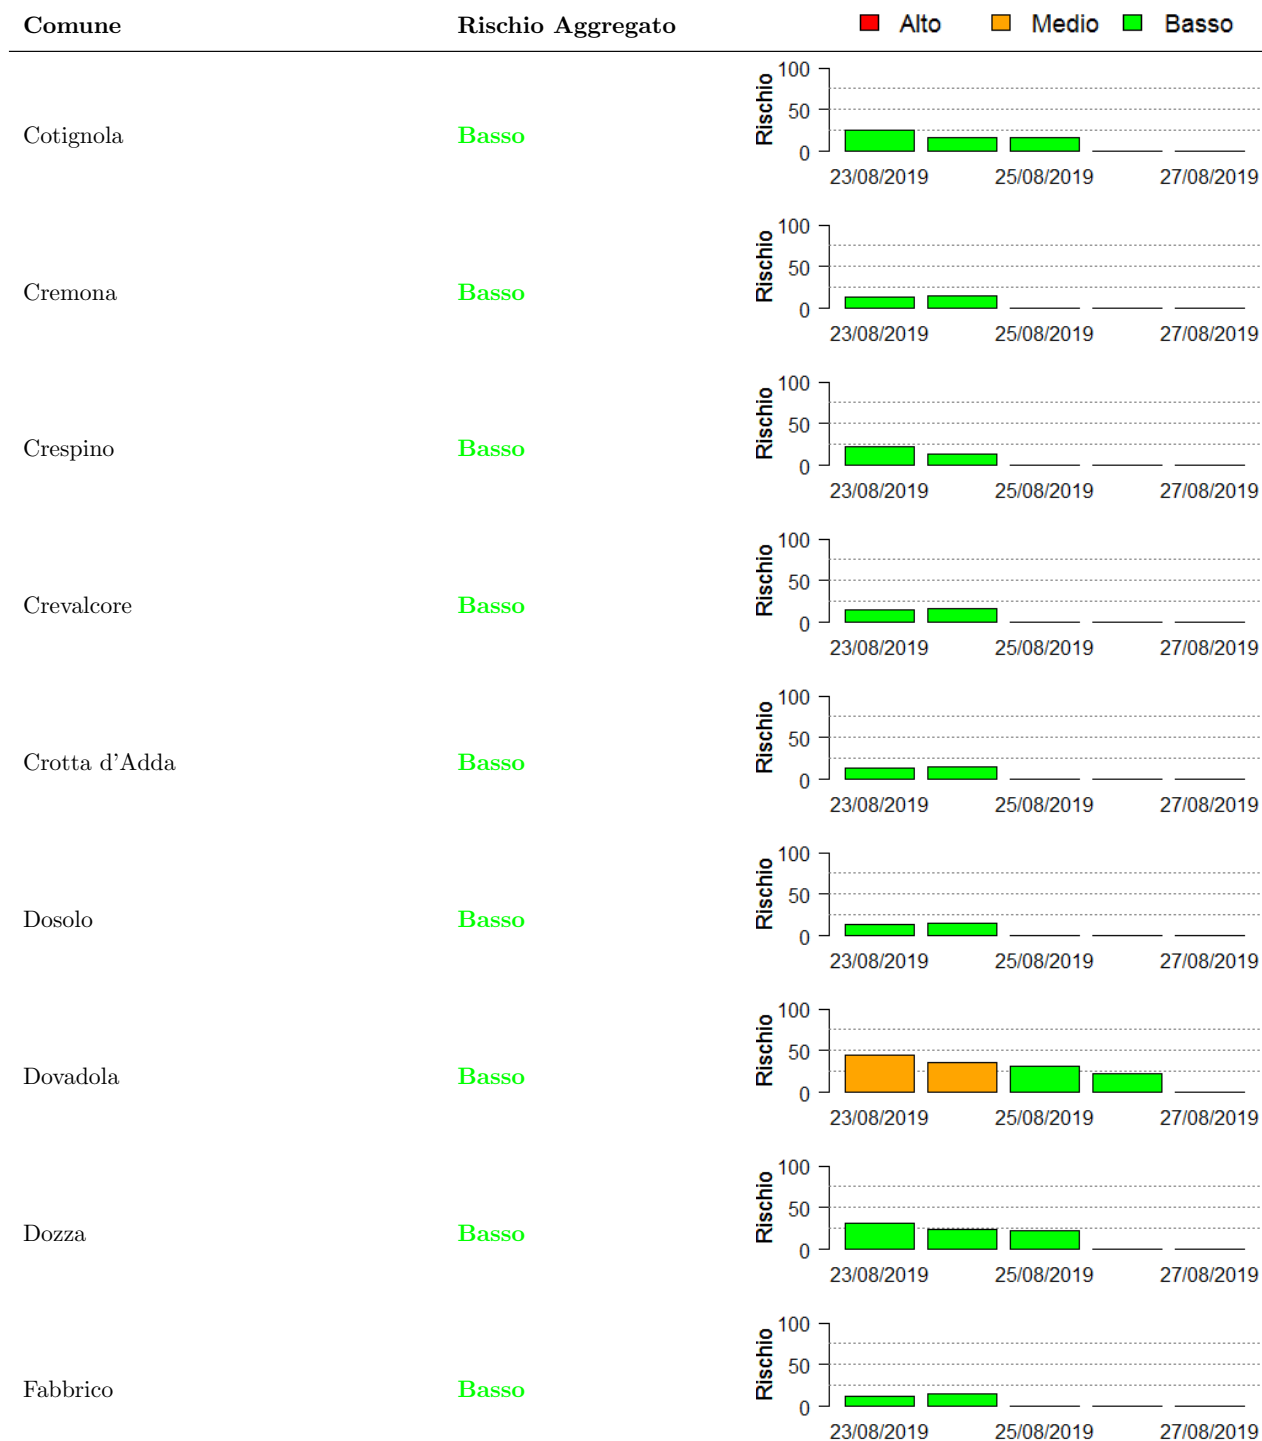 Comune Rischio Aggregato Alto Medio Basso
Cotignola Basso Rischio 100 50 0
23/08/2019 25/08/2019 27/08/2019
Cremona Basso Rischio 100 50 0
23/08/2019 25/08/2019 27/08/2019
Crespino Basso Rischio 100 50 0
23/08/2019 25/08/2019 27/08/2019
Crevalcore Basso Rischio 100 50 0
23/08/2019 25/08/2019 27/08/2019
Crotta d'Adda Basso Rischio 100 50 0
23/08/2019 25/08/2019 27/08/2019
Dosolo Basso Rischio 100 50 0
23/08/2019 25/08/2019 27/08/2019
Dovadola Basso Rischio 100 50 0
23/08/2019 25/08/2019 27/08/2019
Dozza Basso Rischio 100 50 0
23/08/2019 25/08/2019 27/08/2019
Fabbrico Basso Rischio 100 50 0
23/08/2019 25/08/2019 27/08/2019